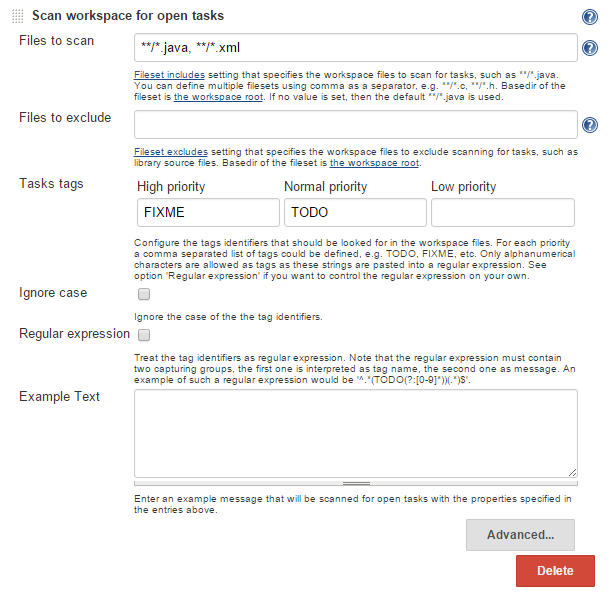 Scan workspace for open tasks
Files to scan
**/*.java, **/*.xml
Fileset includes setting that specifies the workspace files to scan for tasks, such as **/*.java.
You can define multiple filesets using comma as a separator, e.g. **/*.c, **/*.h. Basedir of the
fileset is the workspace root. If no value is set, then the default **/*.java is used.
Files to exclude
Fileset excludes setting that specifies the workspace files to exclude scanning for tasks, such as
library source files. Basedir of the fileset is the workspace root.
Tasks tags
High priority Normal priority Low priority
FIXME TODO
Configure the tags identifiers that should be looked for in the workspace files. For each priority
a comma separated list of tags could be defined, e.g. TODO, FIXME, etc. Only alphanumerical
characters are allowed as tags as these strings are pasted into a regular expression. See
option 'Regular expression' if you want to control the regular expression on your own.
Ignore case
Ignore the case of the the tag identifiers.
Regular expression
Treat the tag identifiers as regular expression. Note that the regular expression must contain
two capturing groups, the first one is interpreted as tag name, the second one as message. An
example of such a regular expression would be '^.*(TODO(?:[0-9]*))(.*)$'.
Example Text
Enter an example message that will be scanned for open tasks with the properties specified in
the entries above.
Advanced...
Delete